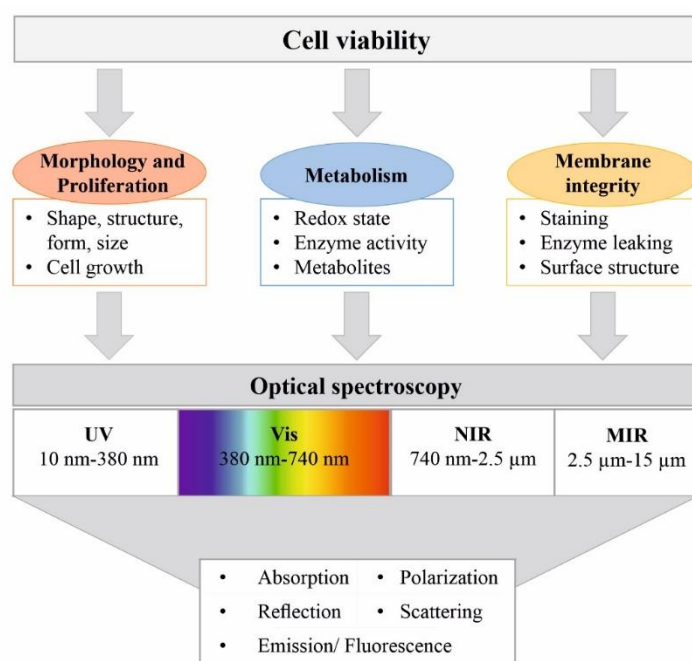 Cell viability
Morphology and
Proliferation
• Shape, structure,
form, size
• Cell growth
Metabolism
• Redox state
• Enzyme activity
• Metabolites
Membrane
integrity
• Staining
• Enzyme leaking
• Surface structure
Optical spectroscopy
UV
10 nm-380 nm
Vis
380 nm-740 nm
NIR
740 nm-2.5 µm
MIR
2.5 µm-15 µm
• Absorption • Polarization
• Reflection • Scattering
• Emission/ Fluorescence